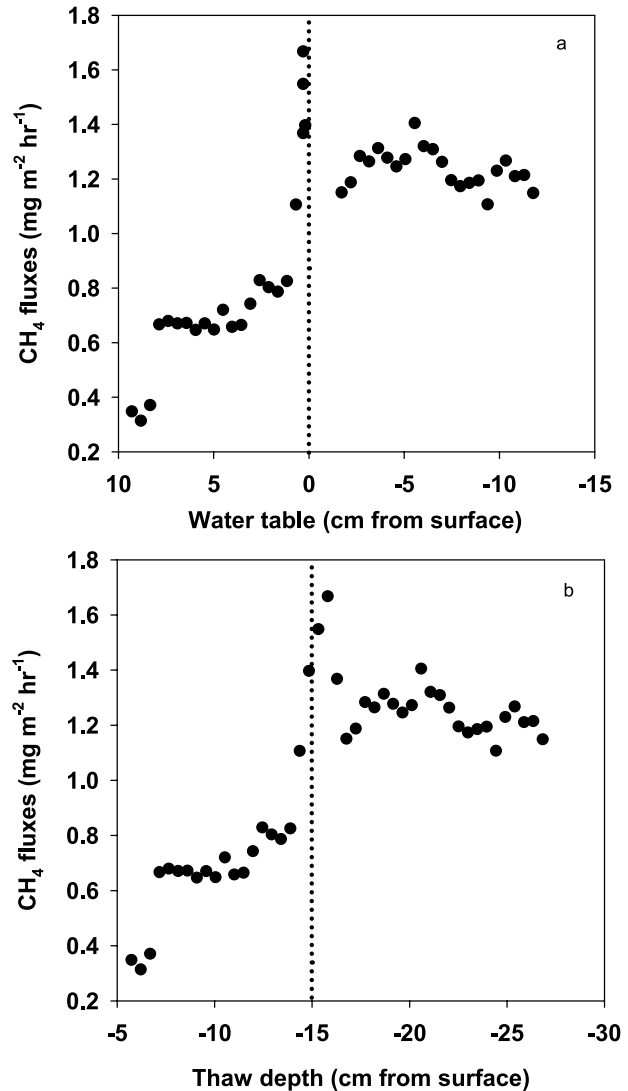 a
1.8
1.6
1.4
1.2
1.0
0.8
0.6
0.4
0.2
CH4 fluxes (mg m-2 hr-1)
10 5 0 -5 -10 -15
Water table (cm from surface)
b
1.8
1.6
1.4
1.2
1.0
0.8
0.6
0.4
0.2
CH4 fluxes (mg m-2 hr-1)
-5 -10 -15 -20 -25 -30
Thaw depth (cm from surface)